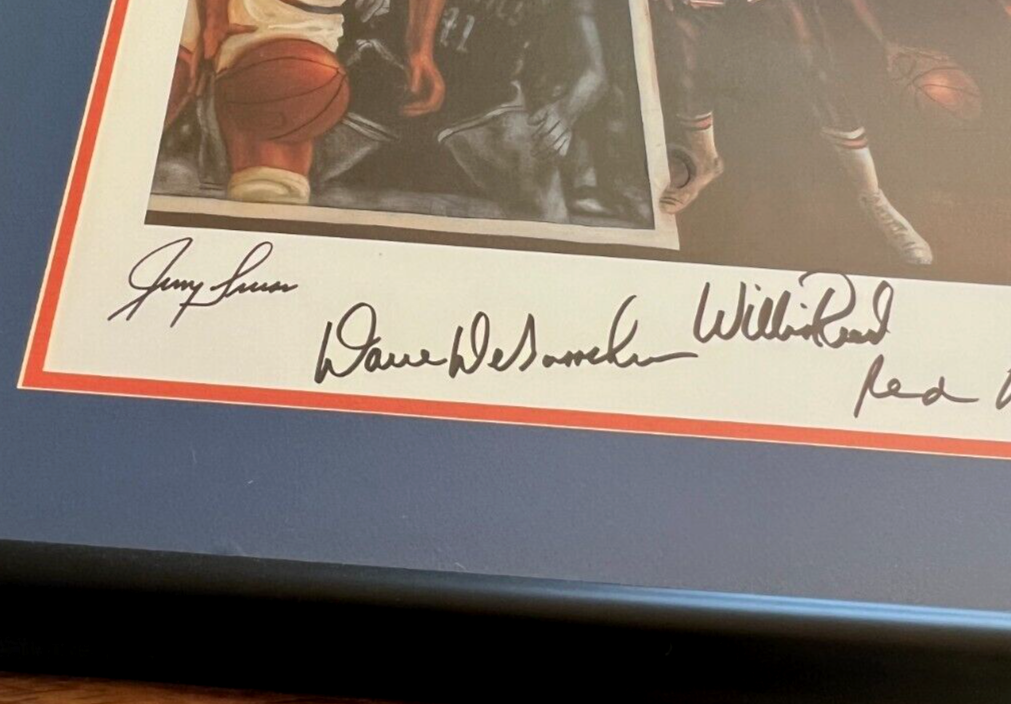 Jerry Lucas
Dave DeBusschere
Willis Reed
Red